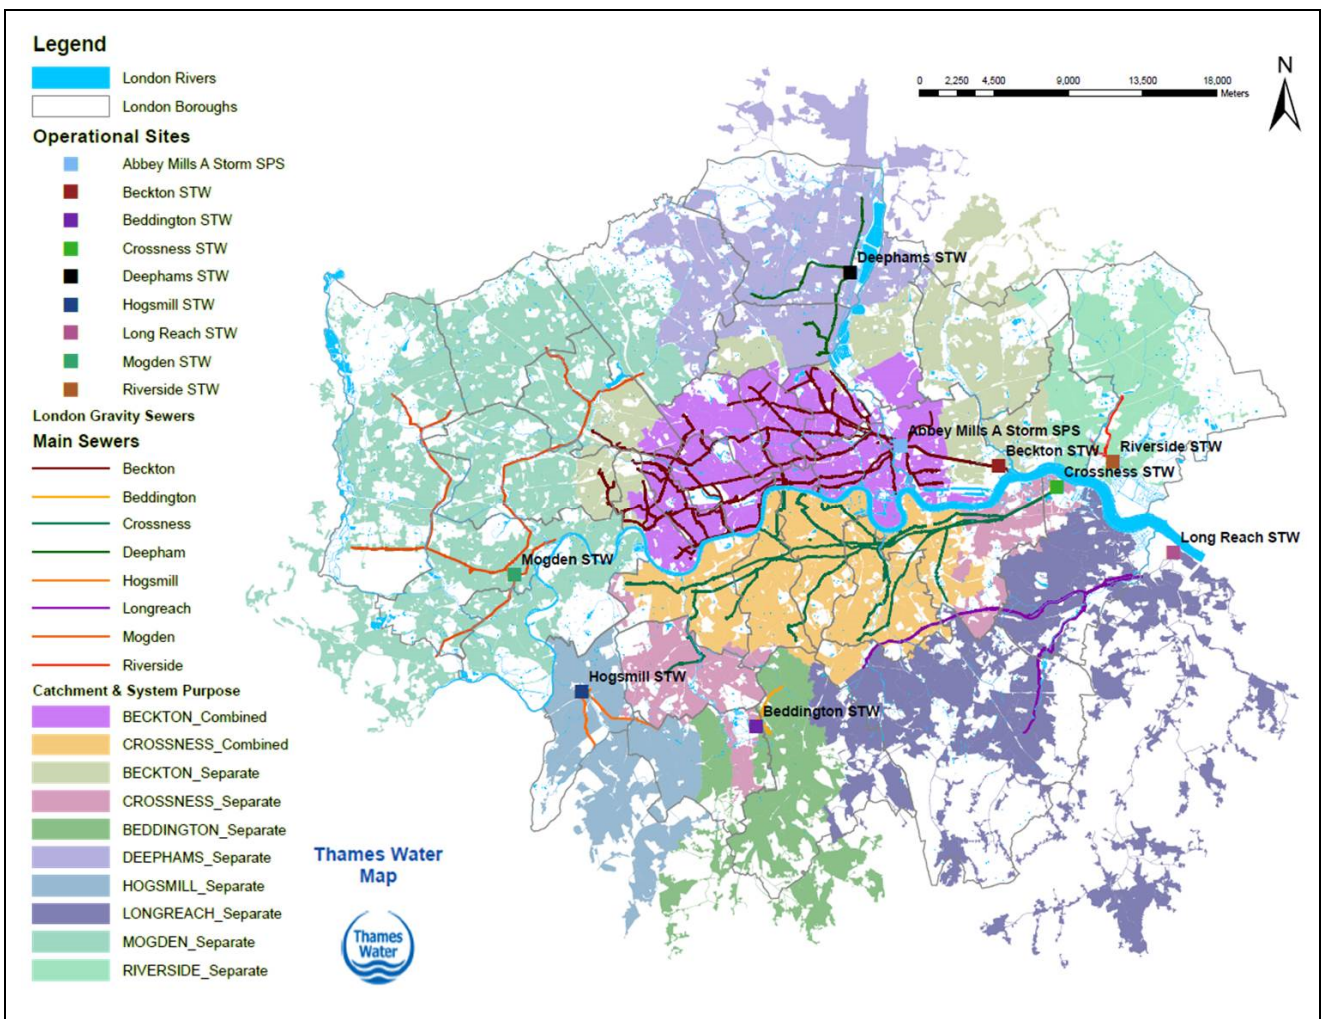 Legend
London Rivers
London Boroughs
Operational Sites
Abbey Mills A Storm SPS
Beckton STW
Beddington STW
Crossness STW
Deephams STW
Hogsmill STW
Long Reach STW
Mogden STW
Riverside STW
London Gravity Sewers
Main Sewers
Beckton
Beddington
Crossness
Deepham
Hogsmill
Longreach
Mogden
Riverside
Catchment & System Purpose
BECKTON_Combined
CROSSNESS_Combined
BECKTON_Separate
CROSSNESS_Separate
BEDDINGTON_Separate
DEEPHAMS_Separate
HOGSMILL_Separate
LONGREACH_Separate
MOGDEN_Separate
RIVERSIDE_Separate
Thames Water
Map
Thames
Water
0 2,250 4,500 9,000 13,500 18,000
Meters
N
Deephams STW
Abbey Mills A Storm SPS
Beckton STW
Riverside STW
Crossness STW
Long Reach STW
Mogden STW
Hogsmill STW
Beddington STW